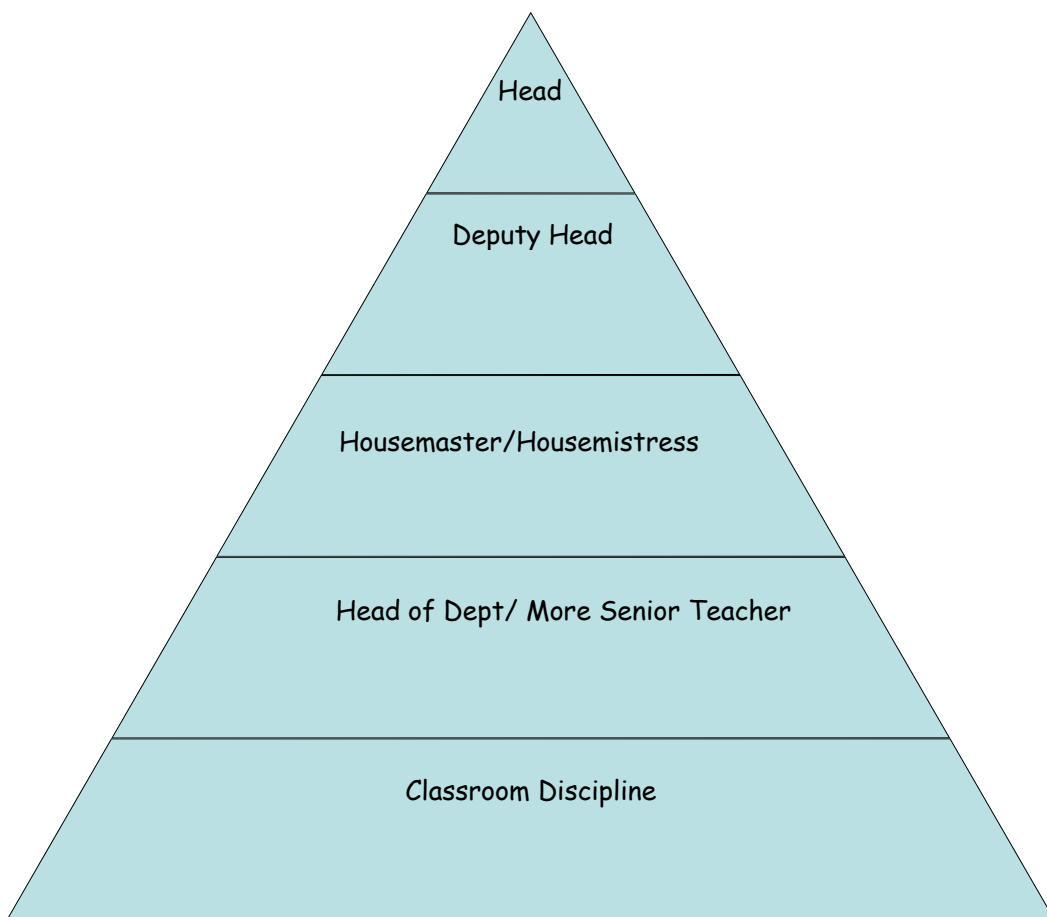 Head
Deputy Head
Housemaster/Housemistress
Head of Dept/ More Senior Teacher
Classroom Discipline